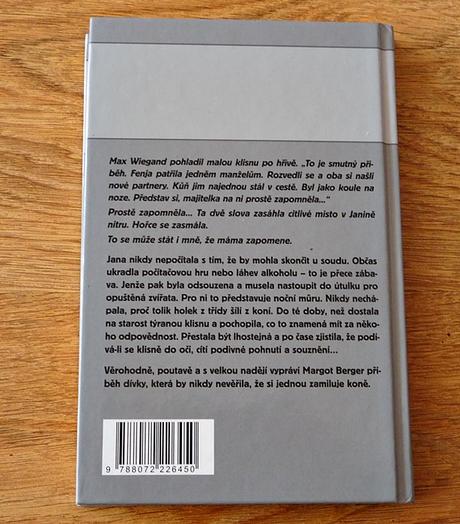 Max Wiegand pohladil malou klisnu po hřívě. „To je smutný pří-
běh. Fenja patřila jedněm manželům. Rozvedli se a oba si našli
nové partnery. Kůň jim najednou stál v cestě. Byl jako koule na
noze. Představ si, majitelka na ni prostě zapomněla...“
Prostě zapomněla... Ta dvě slova zasáhla citlivé místo v Janině
nitru. Hořce se zasmála.
To se může stát i mně, že máma zapomene.
Jana nikdy nepočítala s tím, že by mohla skončit u soudu. Občas
ukradla počítačovou hru nebo láhev alkoholu – to je přece zába-
va. Jenže pak byla odsouzena a musela nastoupit do útulku pro
opuštěná zvířata. Pro ni to představuje noční můru. Nikdy nechá-
pala, proč tolik holek z třídy šílí z koní. Do té doby, než dostala
na starost týranou klisnu a pochopila, co to znamená mít za něko-
ho odpovědnost. Přestala být lhostejná a po čase zjistila, že podí-
vá-li se klisně do očí, cítí podivné pohnutí a souznění...
Věrohodně, poutavě a s velkou nadějí vypráví Margot Berger pří-
běh dívky, která by nikdy nevěřila, že si jednou zamiluje koně.
9 788072 226450